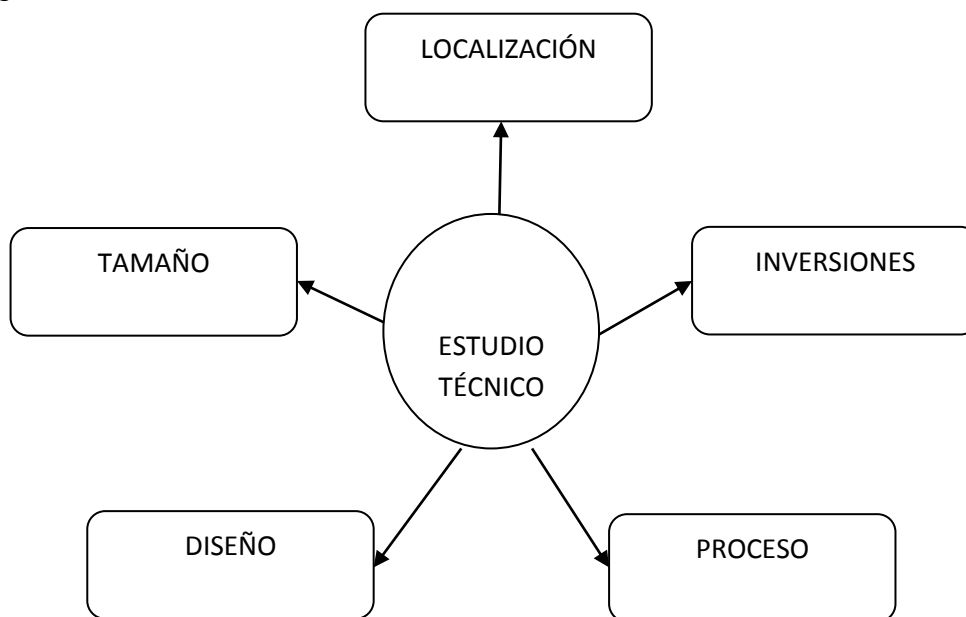 LOCALIZACIÓN
TAMAÑO
INVERSIONES
ESTUDIO
TÉCNICO
DISEÑO
PROCESO